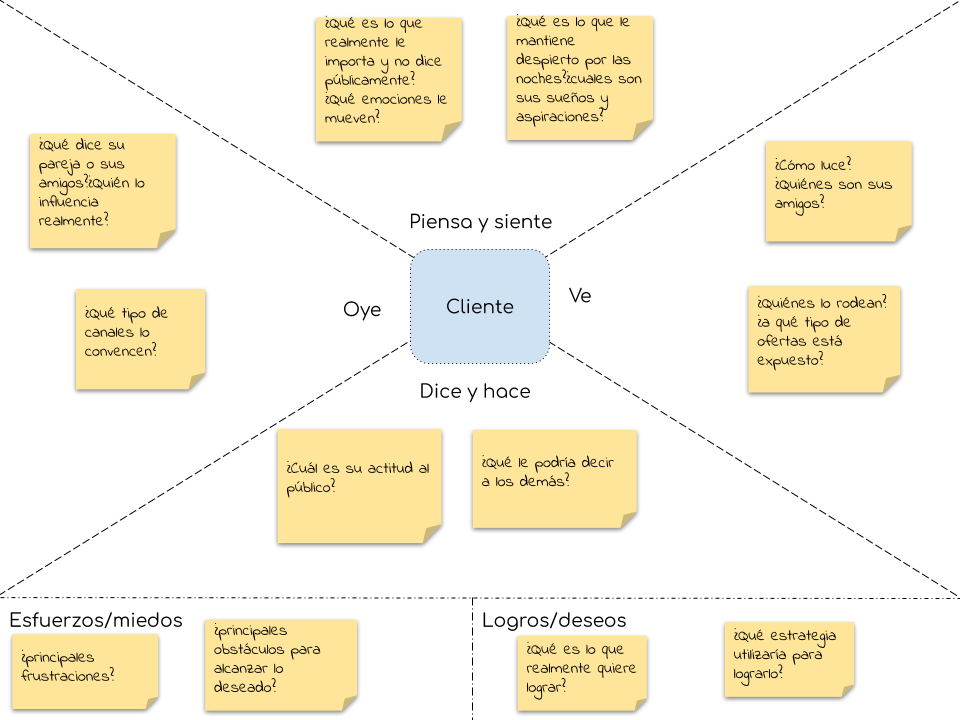 ¿Qué es lo que
realmente le
importa y no dice
públicamente?
¿Qué emociones le
mueven?
¿Qué es lo que le
mantiene
despierto por las
noches?¿cuales son
sus sueños y
aspiraciones?
¿Qué dice su
pareja o sus
amigos?¿Quién lo
influencia
realmente?
¿Cómo luce?
¿Quiénes son sus
amigos?
Piensa y siente
Oye
Cliente
Ve
¿Qué tipo de
canales lo
convencen?
¿Quiénes lo rodean?
¿a qué tipo de
ofertas está
expuesto?
Dice y hace
¿Cuál es su actitud al
público?
¿Qué le podría decir
a los demás?
Esfuerzos/miedos
¿principales
frustraciones?
¿principales
obstáculos para
alcanzar lo
deseado?
Logros/deseos
¿Qué es lo que
realmente quiere
lograr?
¿Qué estrategia
utilizaría para
lograrlo?